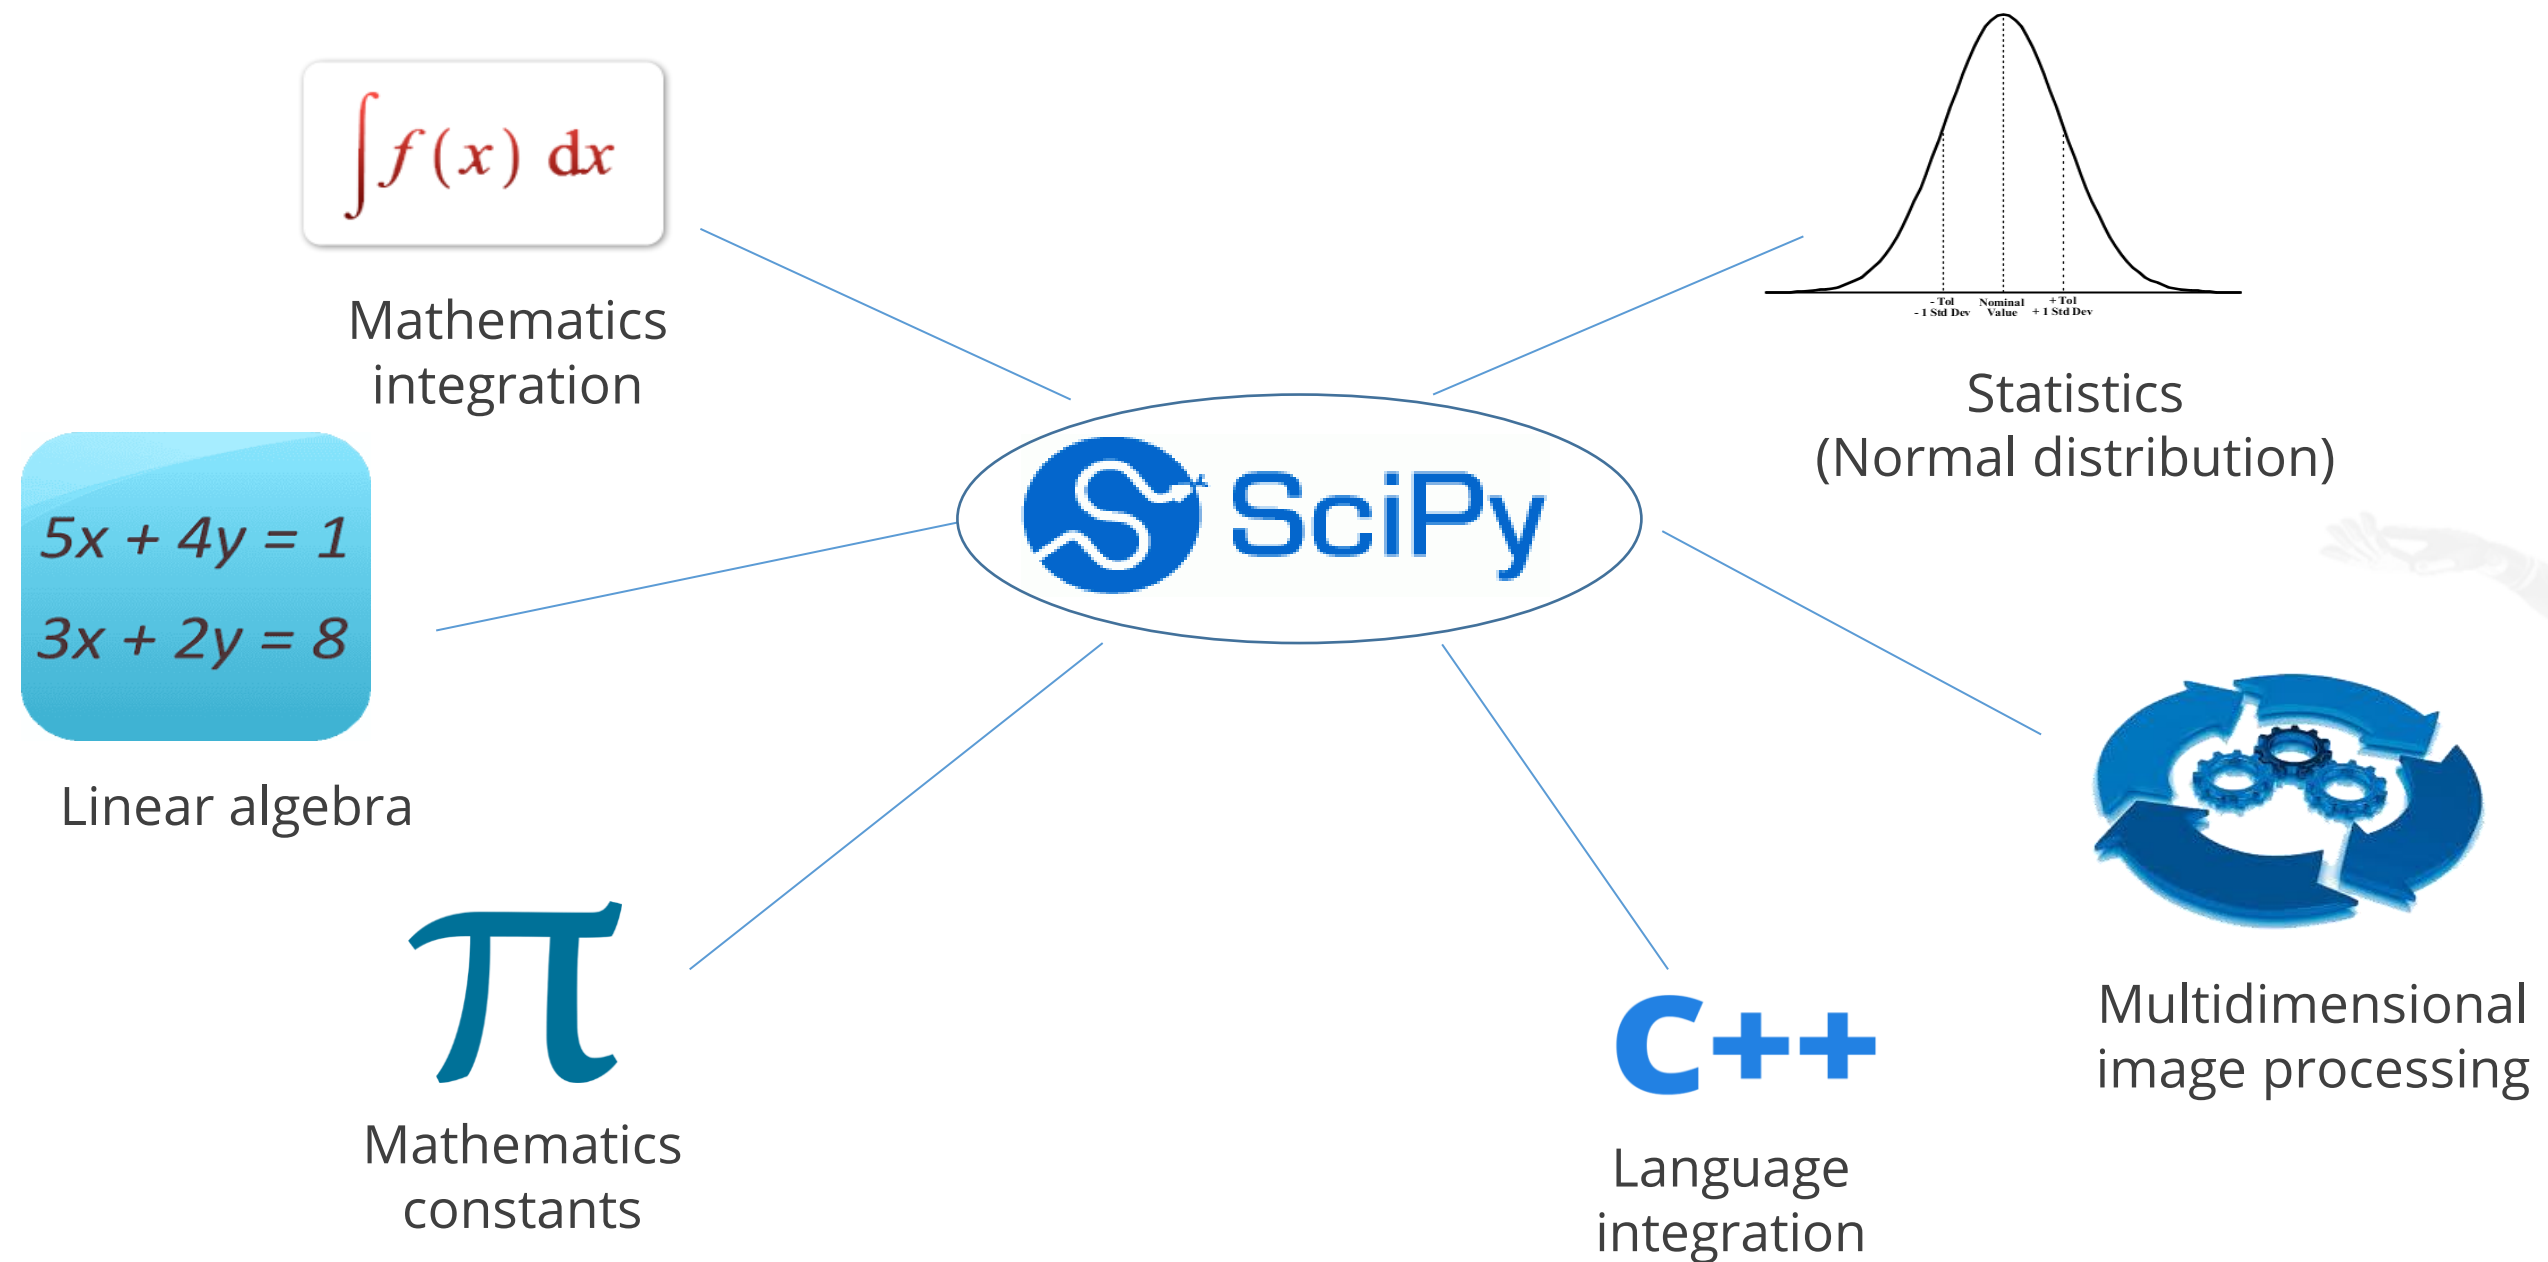 ∫ f (x) dx
Mathematics
integration
5x + 4y = 1
3x + 2y = 8
Linear algebra
π
Mathematics
constants
SciPy
- Tol Nominal + Tol
- 1 Std Dev Value + 1 Std Dev
Statistics
(Normal distribution)
Multidimensional
image processing
C++
Language
integration